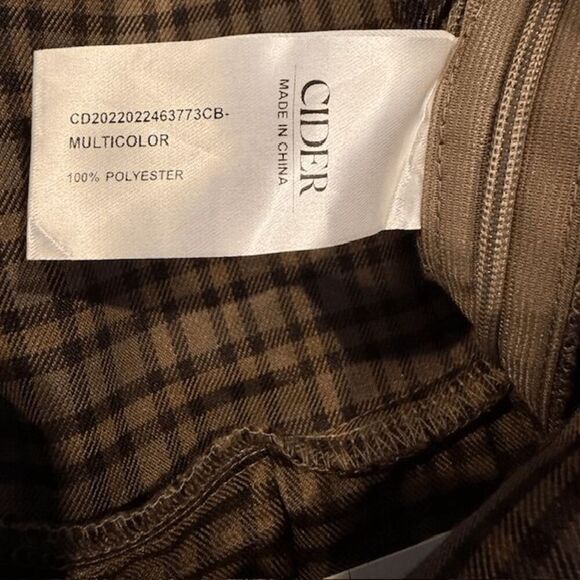 CD2022022463773CB-
MULTICOLOR
100% POLYESTER
CIDER
MADE IN CHINA